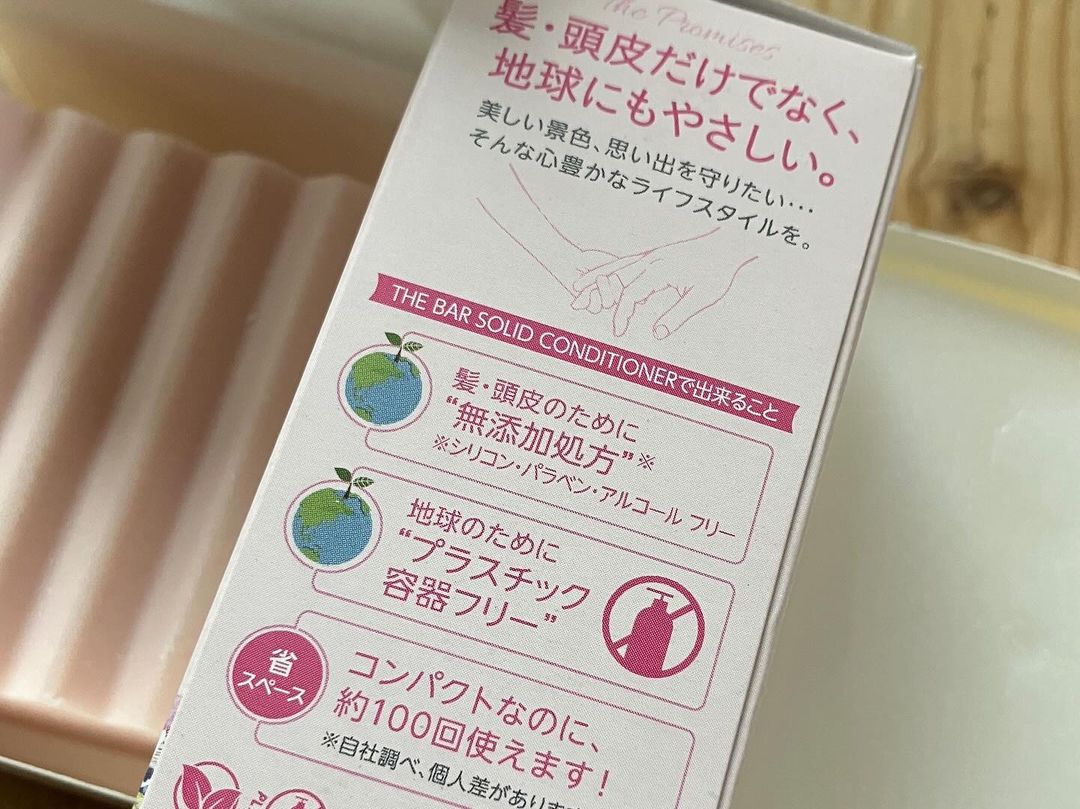 The Promises
髪・頭皮だけでなく、
地球にもやさしい。
美しい景色、思い出を守りたい…
そんな心豊かなライフスタイルを。
THE BAR SOLID CONDITIONERで出来ること
髪・頭皮のために
“無添加処方”※
※シリコン・パラベン・アルコール フリー
地球のために
“プラスチック
容器フリー”
省
スペース
コンパクトなのに、
約100回使えます！
※自社調べ、個人差があります